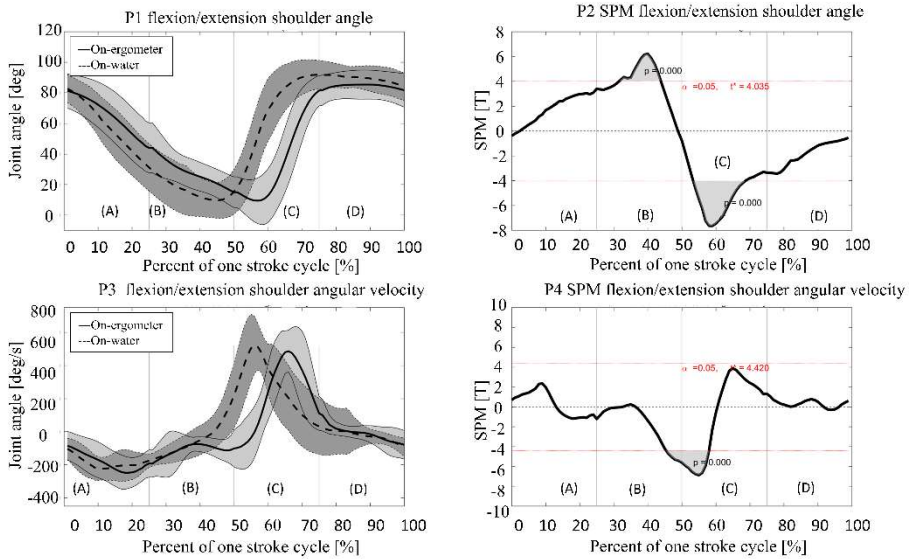 P1 flexion/extension shoulder angle
120
100
80
60
40
20
0
Joint angle [deg]
On-ergometer
On-water
(A) (B) (C) (D)
0 10 20 30 40 50 60 70 80 90 100
Percent of one stroke cycle [%]
P2 SPM flexion/extension shoulder angle
8
6
4
2
0
-2
-4
-6
-8
SPM [T]
p = 0.000
α =0.05, t* = 4.035
(C)
p = 0.000
(A) (B) (D)
0 10 20 30 40 50 60 70 80 90 100
Percent of one stroke cycle [%]
P3 flexion/extension shoulder angular velocity
800
600
400
200
0
-200
-400
Joint angle [deg/s]
On-ergometer
On-water
(A) (B) (C) (D)
0 10 20 30 40 50 60 70 80 90 100
Percent of one stroke cycle [%]
P4 SPM flexion/extension shoulder angular velocity
10
8
6
4
2
0
-2
-4
-6
-8
-10
SPM [T]
=0.05, = 4.420
p = 0.000
(A) (B) (C) (D)
0 10 20 30 40 50 60 70 80 90 100
Percent of one stroke cycle [%]